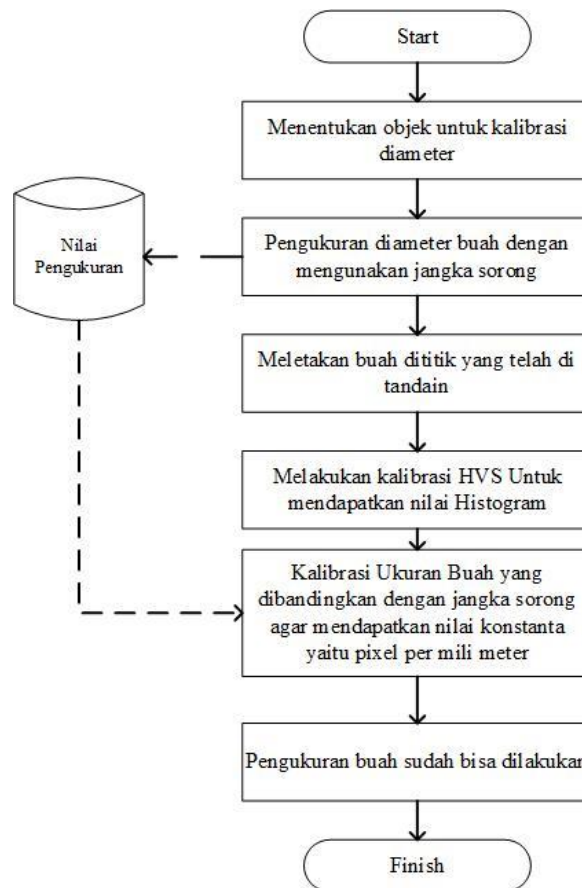 Start
Menentukan objek untuk kalibrasi
diameter
Nilai
Pengukuran
Pengukuran diameter buah dengan
mengunakan jangka sorong
Meletakan buah dititik yang telah di
tandain
Melakukan kalibrasi HVS Untuk
mendapatkan nilai Histogram
Kalibrasi Ukuran Buah yang
dibandingkan dengan jangka sorong
agar mendapatkan nilai konstanta
yaitu pixel per mili meter
Pengukuran buah sudah bisa dilakukan
Finish